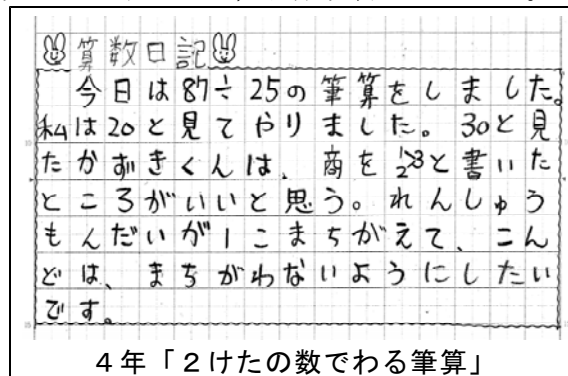 算数日記
今日は87÷25の筆算をしました。
私は20と見てやりました。30と見
たかずきくんは、商を2→3と書いた
ところがいいと思う。れんしゅう
もんだいが1こまちがえて、こん
どは、まちがわないようにしたい
です。
4年「2けたの数でわる筆算」